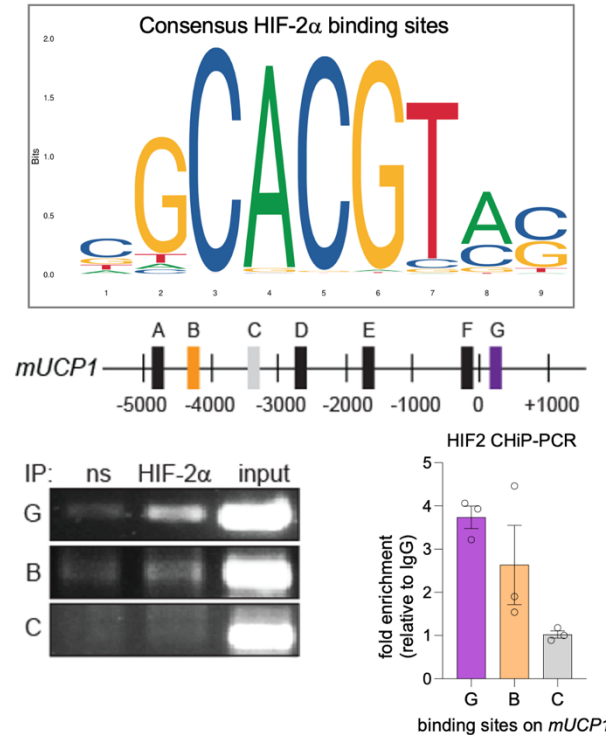 Consensus HIF-2α binding sites
2.0
1.5
1.0
0.5
0.0
Bits
C G T A
G T A C
C
A G
C
G A
T C G
A C G
C G T
1 2 3 4 5 6 7 8 9
A B C D E F G
mUCP1
-5000 -4000 -3000 -2000 -1000 0 +1000
IP: ns HIF-2α input
G
B
C
HIF2 CHiP-PCR
fold enrichment
(relative to IgG)
5
4
3
2
1
0
G B C
binding sites on mUCP1